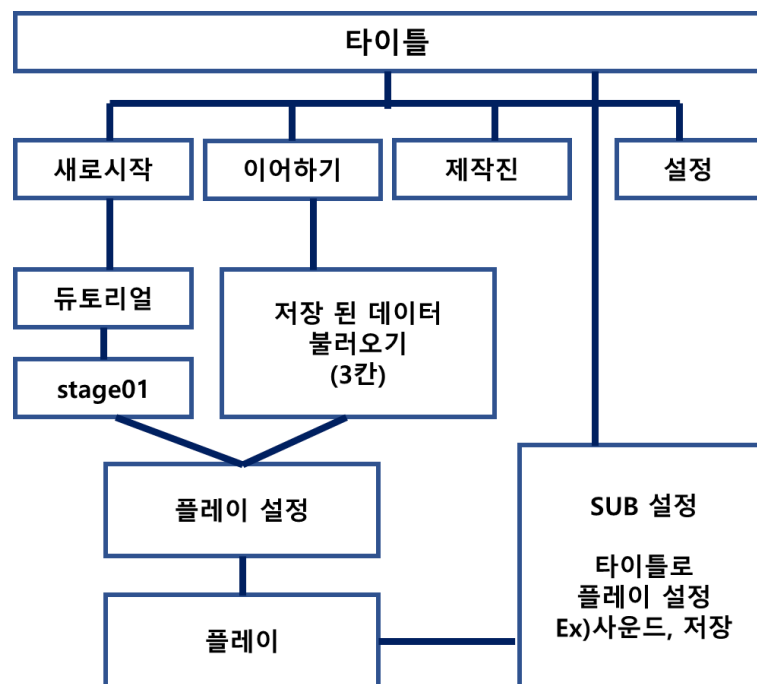 타이틀
새로시작
이어하기
제작진
설정
듀토리얼
저장 된 데이터
불러오기
(3칸)
stage01
플레이 설정
플레이
SUB 설정
타이틀로
플레이 설정
Ex)사운드, 저장